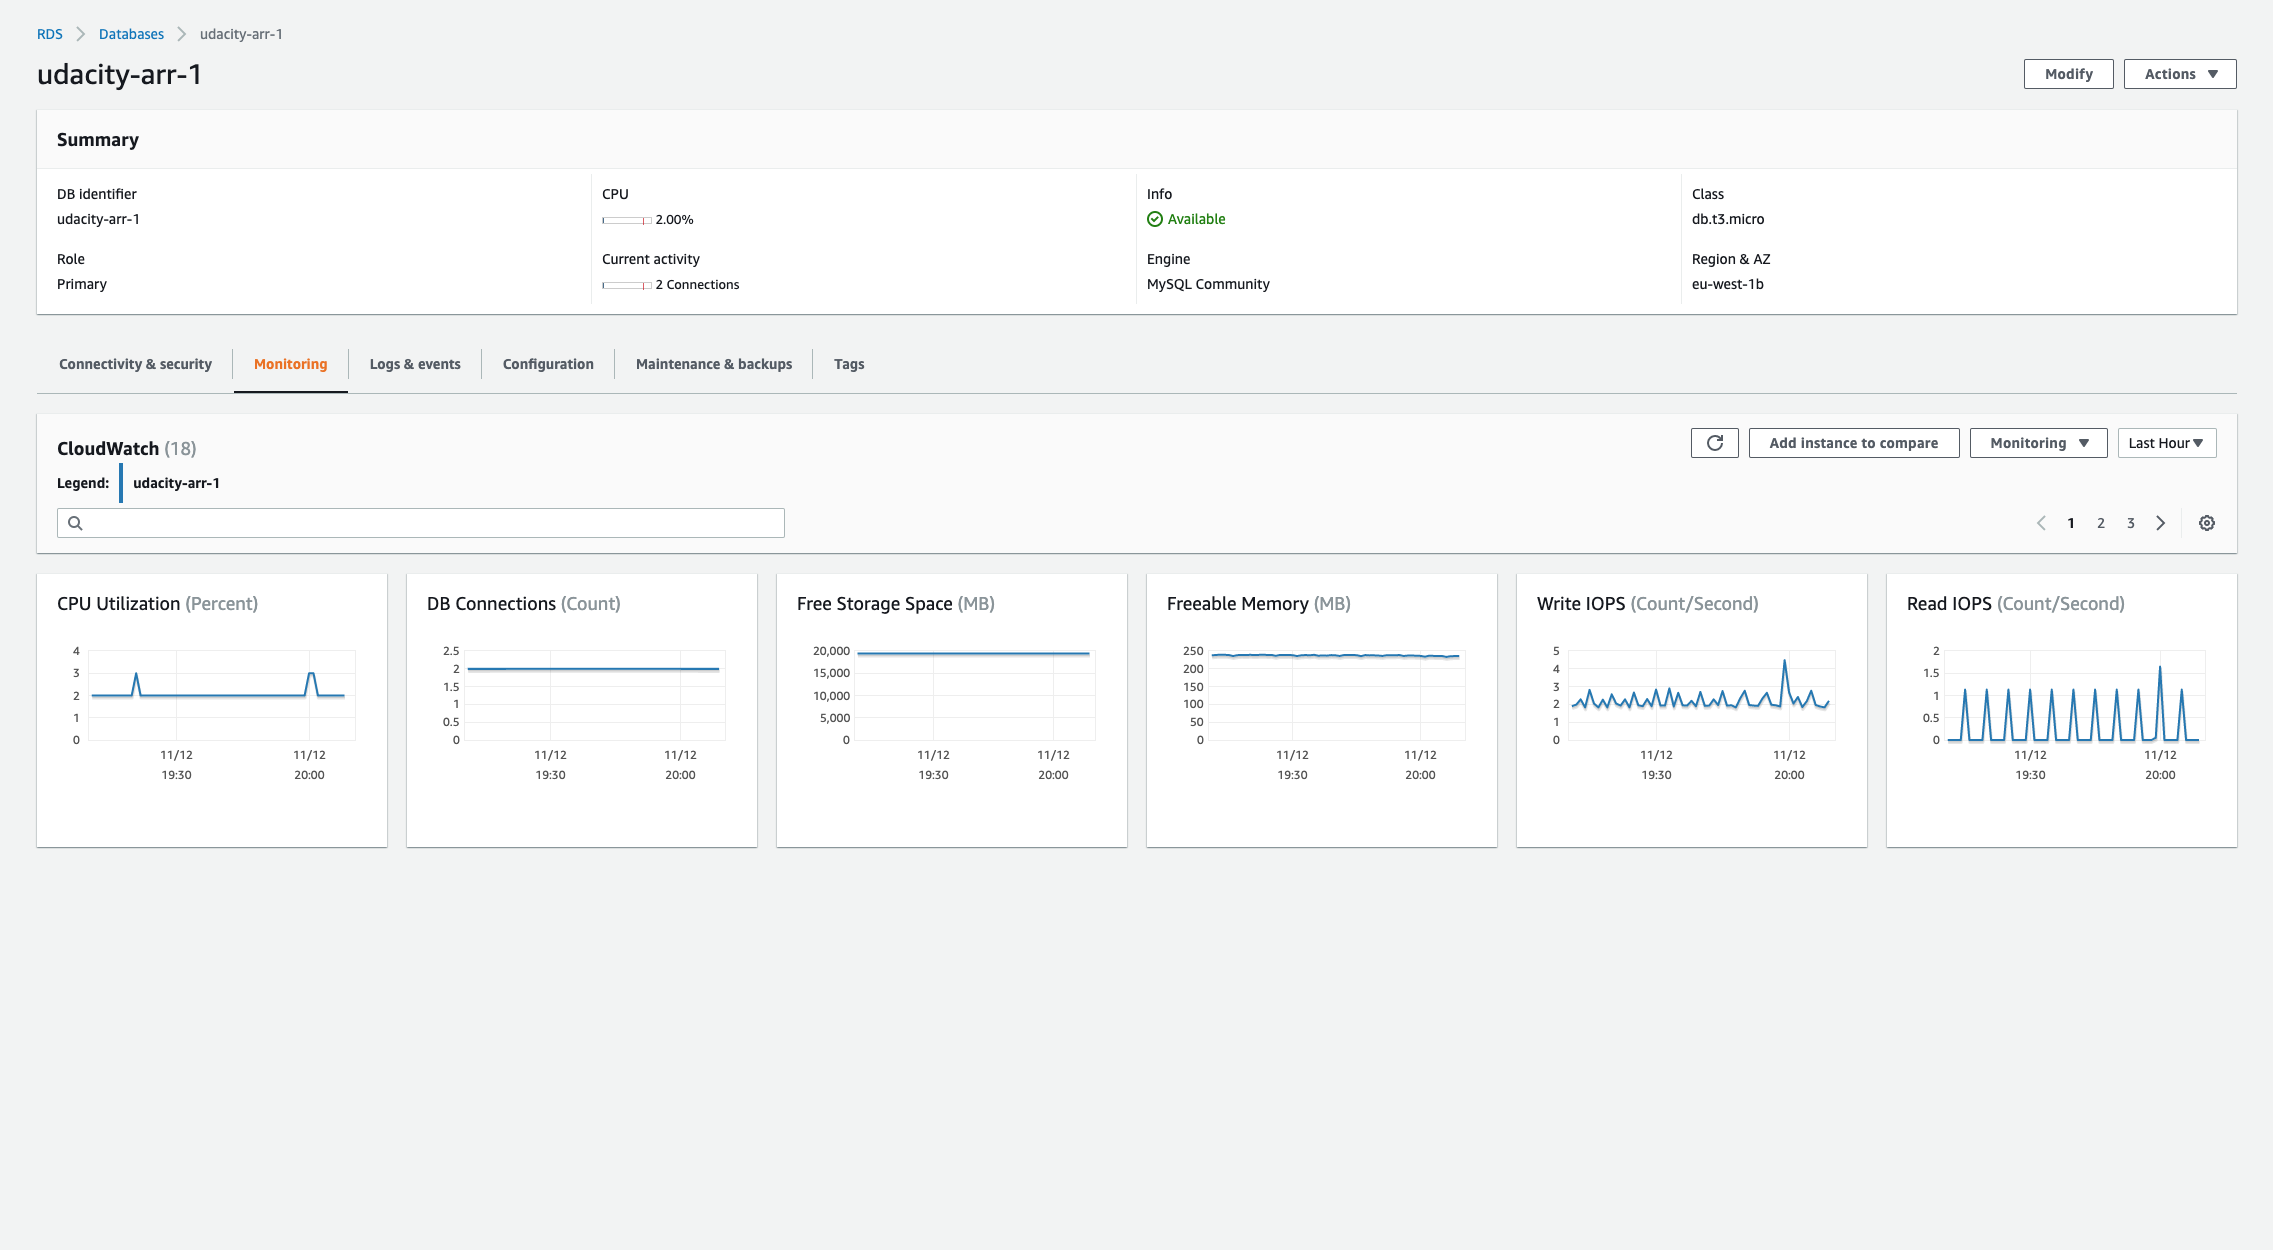 RDS > Databases > udacity-arr-1
udacity-arr-1
Modify
Actions
Summary
DB identifier
udacity-arr-1
CPU
2.00%
Info
Available
Class
db.t3.micro
Role
Primary
Current activity
2 Connections
Engine
MySQL Community
Region & AZ
eu-west-1b
Connectivity & security
Monitoring
Logs & events
Configuration
Maintenance & backups
Tags
CloudWatch (18)
Add instance to compare
Monitoring
Last Hour
Legend: udacity-arr-1
1 2 3
CPU Utilization (Percent)
4
3
2
1
0
11/12 11/12
19:30 20:00
DB Connections (Count)
2.5
2
1.5
1
0.5
0
11/12 11/12
19:30 20:00
Free Storage Space (MB)
20,000
15,000
10,000
5,000
0
11/12 11/12
19:30 20:00
Freeable Memory (MB)
250
200
150
100
50
0
11/12 11/12
19:30 20:00
Write IOPS (Count/Second)
5
4
3
2
1
0
11/12 11/12
19:30 20:00
Read IOPS (Count/Second)
2
1.5
1
0.5
0
11/12 11/12
19:30 20:00